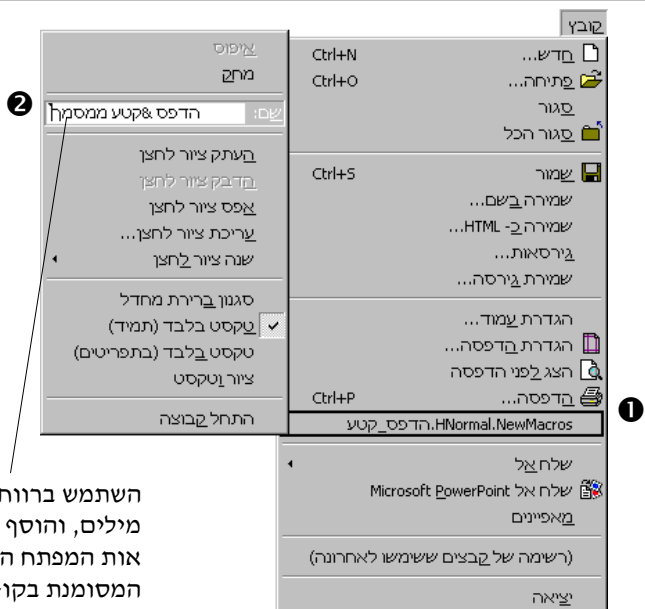 קובץ
חדש... Ctrl+N
פתיחה... Ctrl+O
סגור
סגור הכל
שמור Ctrl+S
שמירה בשם...
שמירה כ- HTML...
גירסאות...
שמירת גירסה...
הגדרת עמוד...
הגדרת הדפסה...
הצג לפני הדפסה
הדפסה... Ctrl+P
❶
HNormal.NewMacros.הדפס_קטע
שלח אל
שלח אל Microsoft PowerPoint
מאפיינים
(רשימה של קבצים ששימשו לאחרונה)
יציאה
איפוס
מחק
❷
שם: הדפס &קטע ממסמך
העתק ציור לחצן
הדבק ציור לחצן
אפס ציור לחצן
עריכת ציור לחצן...
שנה ציור לחצן
סגנון ברירת מחדל
טקסט בלבד (תמיד)
טקסט בלבד (בתפריטים)
ציור וטקסט
התחל קבוצה
השתמש ברווח
מילים, והוסף
אות המפתח ה
המסומנת בקו